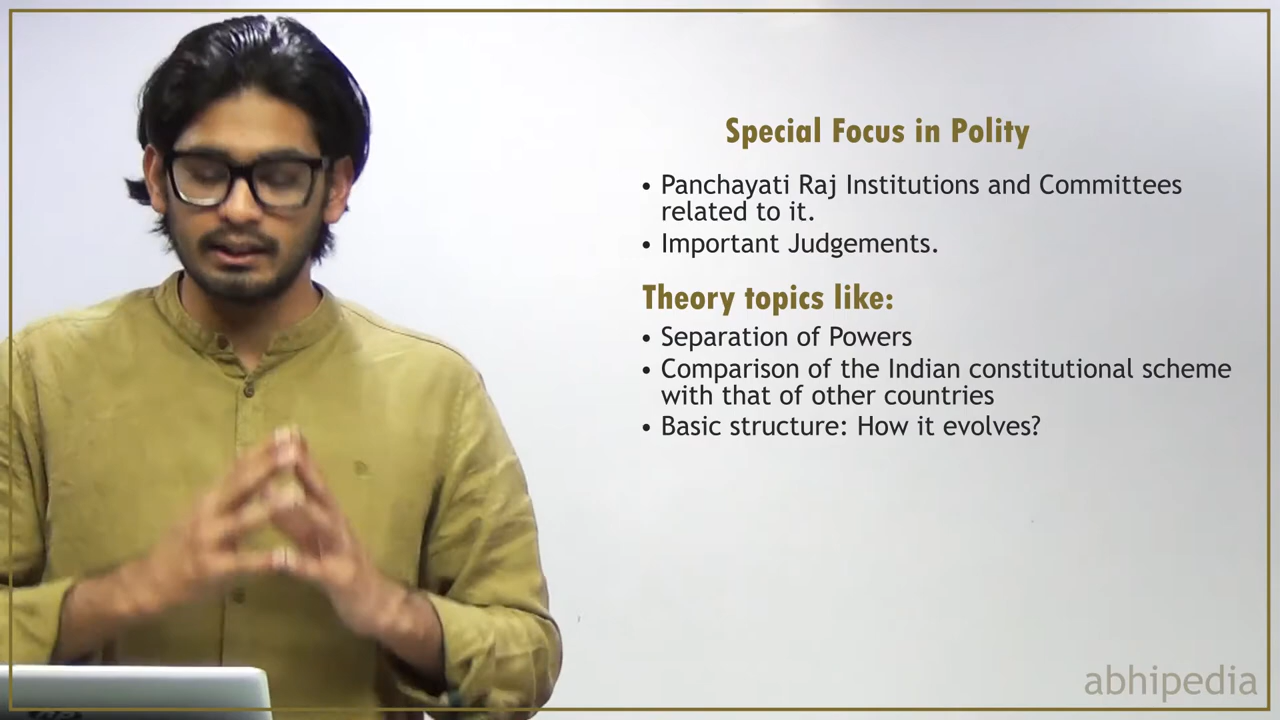 Special Focus in Polity
• Panchayati Raj Institutions and Committees
related to it.
• Important Judgements.
Theory topics like:
• Separation of Powers
• Comparison of the Indian constitutional scheme
with that of other countries
• Basic structure: How it evolves?
abhipedia